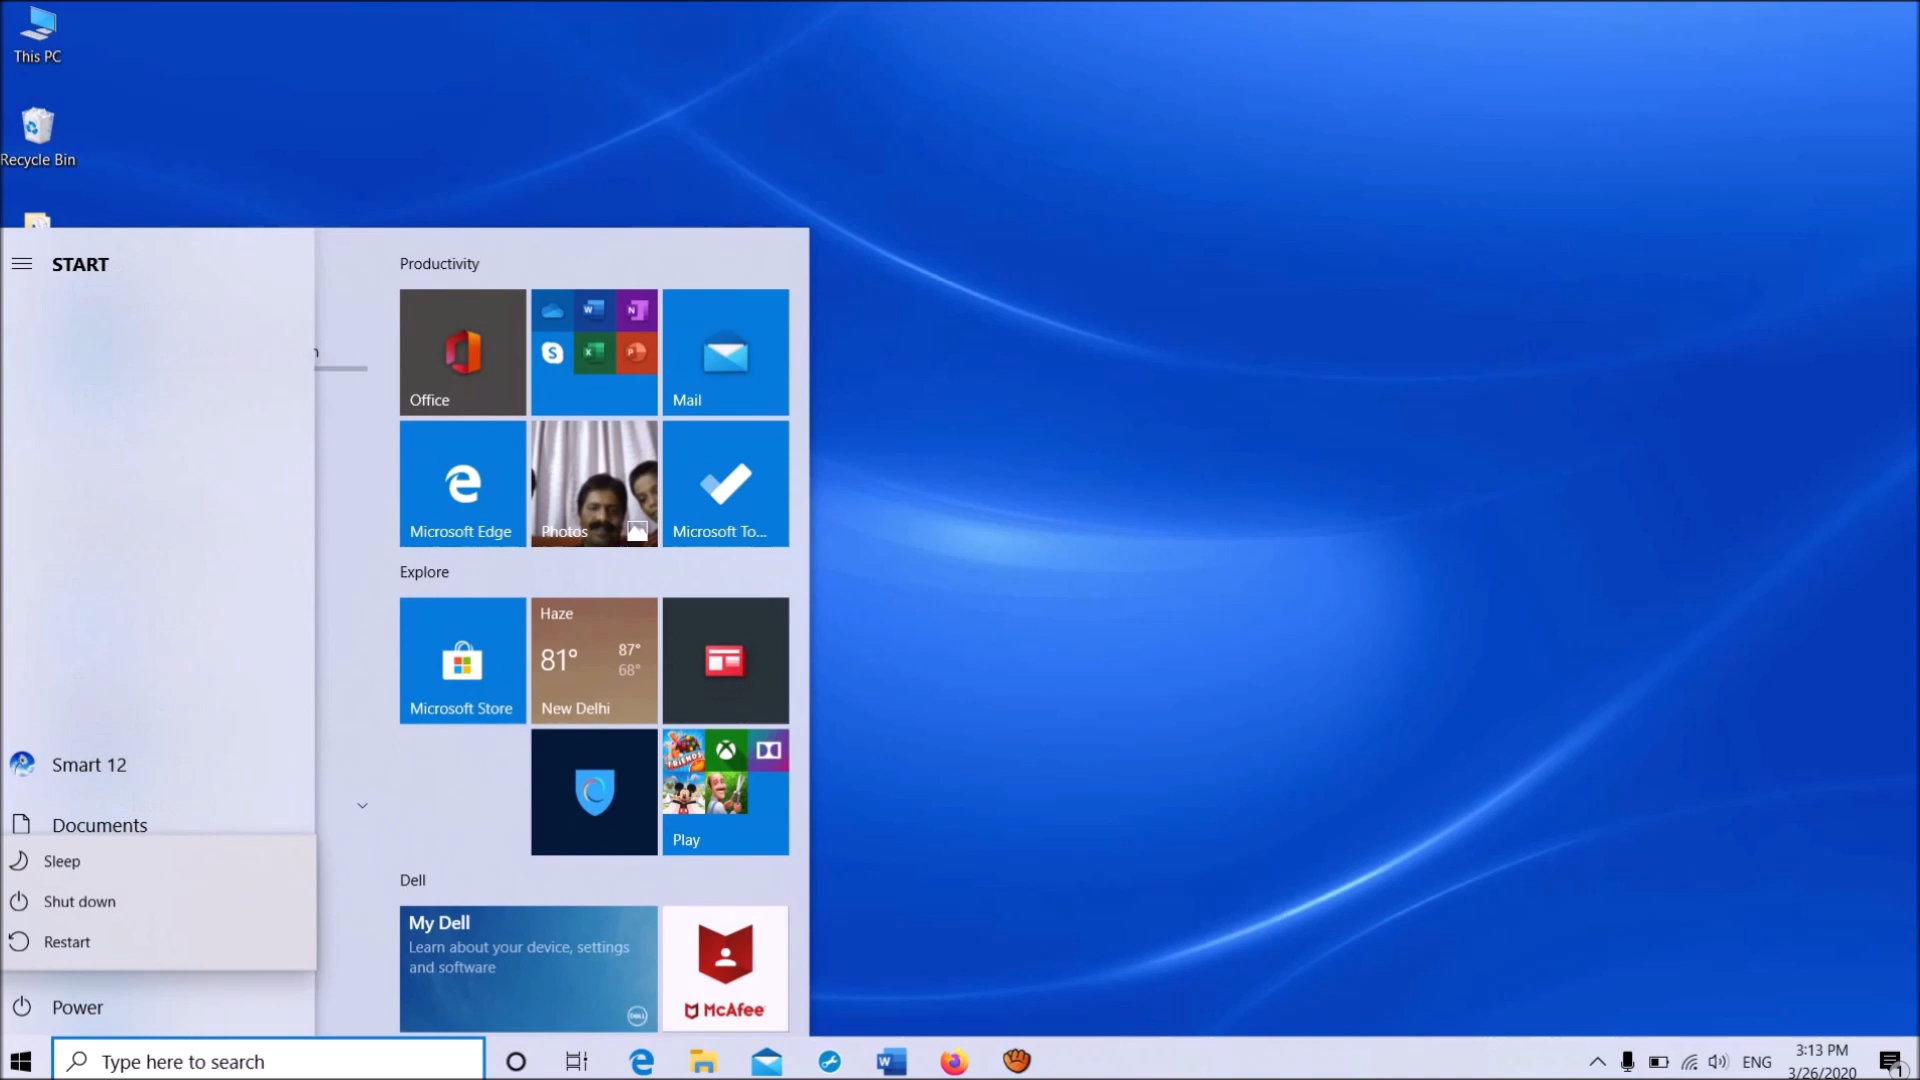 This PC
Recycle Bin
START
Productivity
Office
Mail
Microsoft Edge
Photos
Microsoft To...
Explore
Microsoft Store
Haze
81°
87°
68°
New Delhi
Play
Smart 12
Documents
Sleep
Shut down
Restart
Power
Dell
My Dell
Learn about your device, settings
and software
DELL
McAfee
Type here to search
ENG
3:13 PM
3/26/2020
1